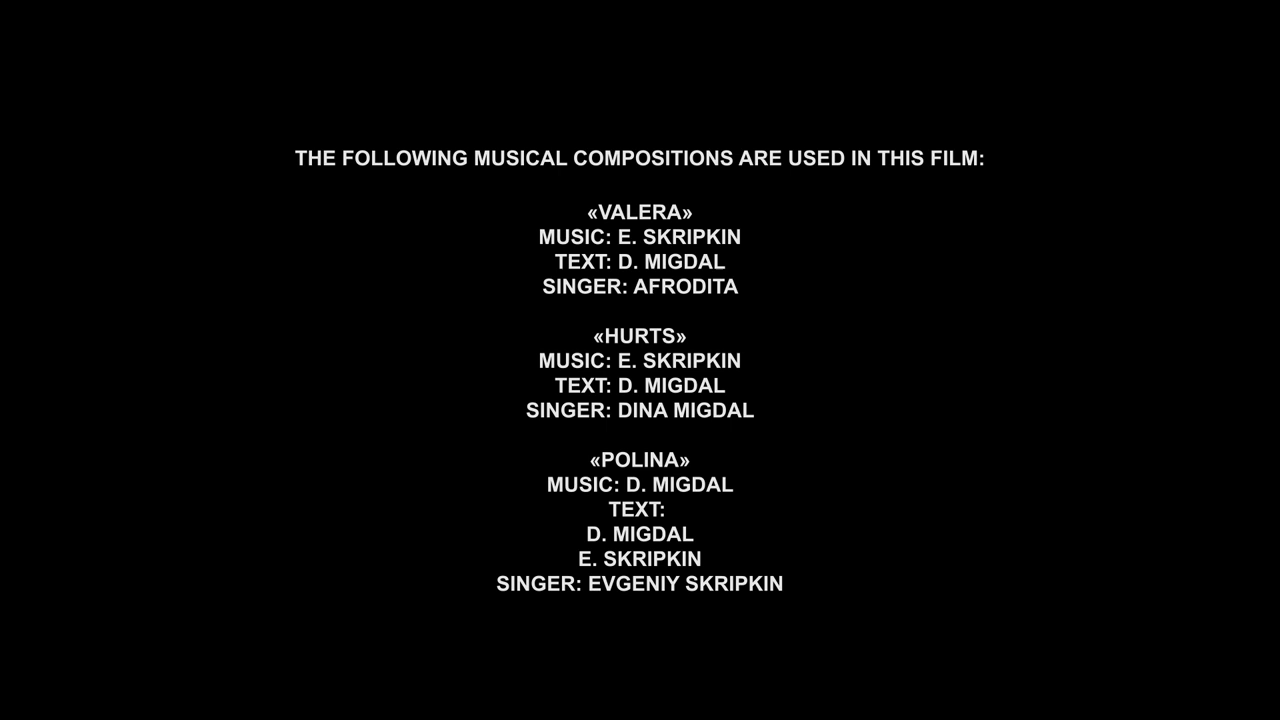 THE FOLLOWING MUSICAL COMPOSITIONS ARE USED IN THIS FILM:
«VALERA»
MUSIC: E. SKRIPKIN
TEXT: D. MIGDAL
SINGER: AFRODITA
«HURTS»
MUSIC: E. SKRIPKIN
TEXT: D. MIGDAL
SINGER: DINA MIGDAL
«POLINA»
MUSIC: D. MIGDAL
TEXT:
D. MIGDAL
E. SKRIPKIN
SINGER: EVGENIY SKRIPKIN